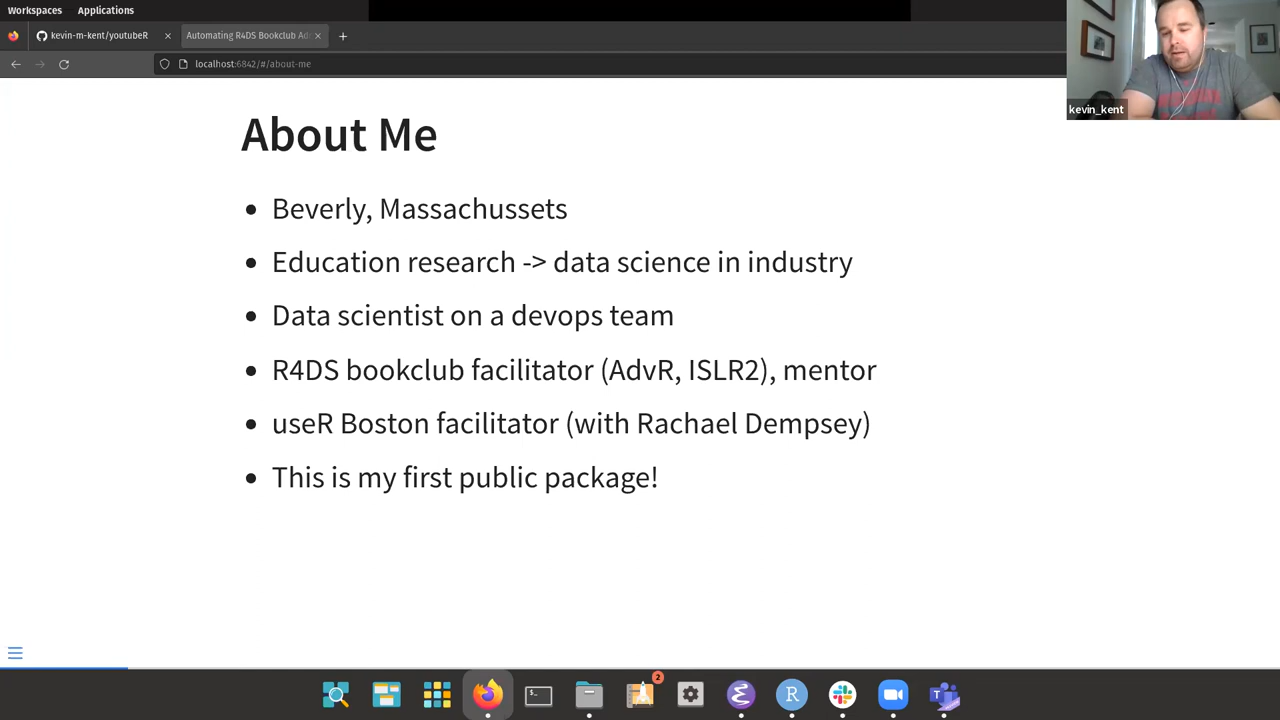 Workspaces Applications
kevin-m-kent/youtubeR
Automating R4DS Bookclub Ad
localhost:6842/#/about-me
kevin_kent
About Me
Beverly, Massachussets
Education research -> data science in industry
Data scientist on a devops team
R4DS bookclub facilitator (AdvR, ISLR2), mentor
useR Boston facilitator (with Rachael Dempsey)
This is my first public package!
2
R